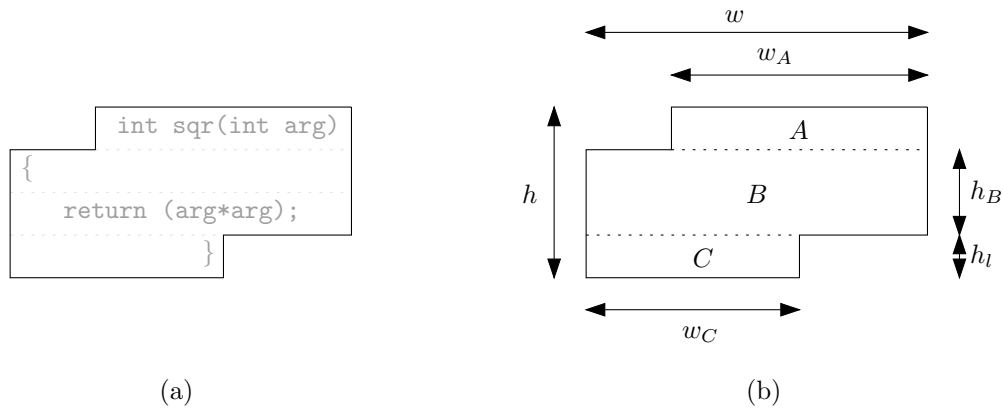 int sqr(int arg)
{
return (arg*arg);
}
(a)
w
w_A
A
h
B
h_B
C
h_l
w_C
(b)